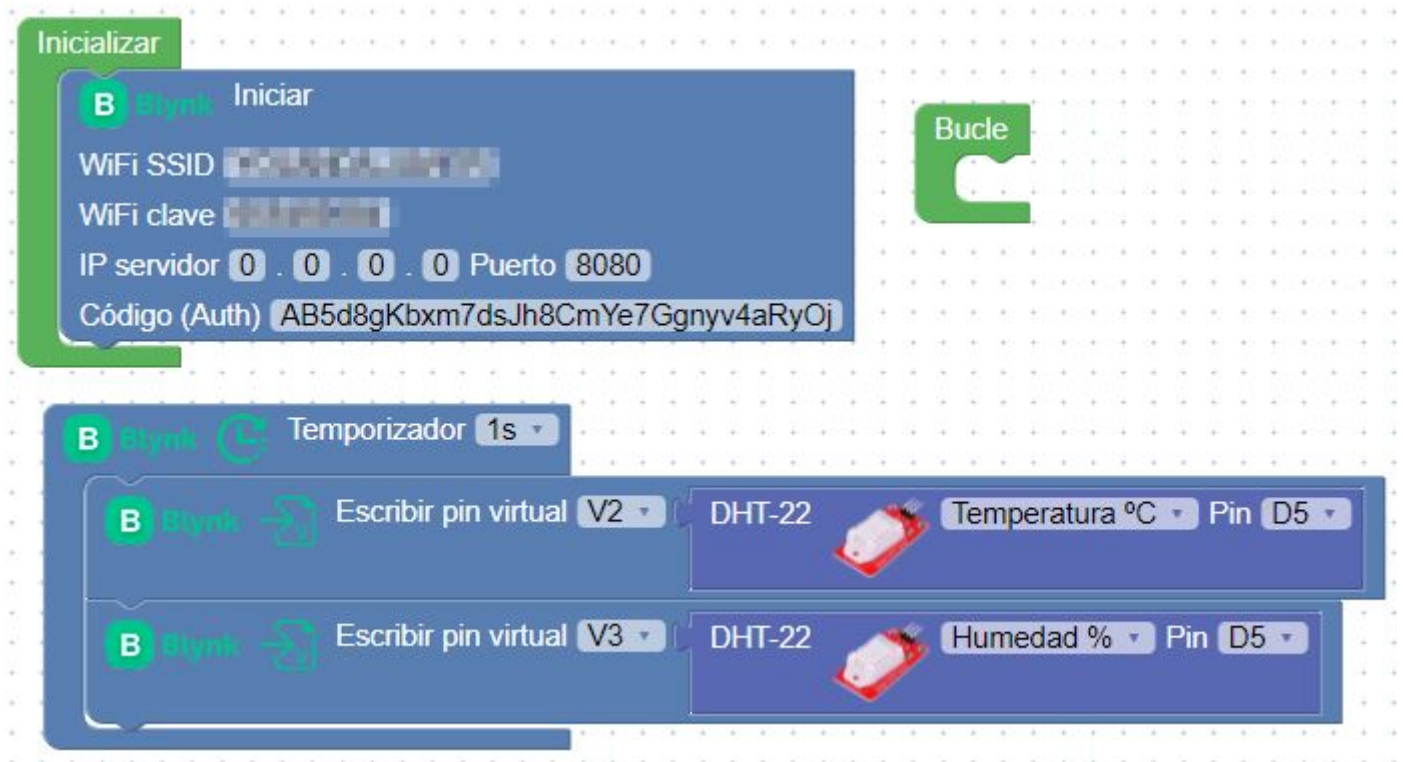 Inicializar
B Blynk Iniciar
WiFi SSID
WiFi clave
IP servidor 0 . 0 . 0 . 0 Puerto 8080
Código (Auth) AB5d8gKbxm7dsJh8CmYe7Ggnyv4aRyOj
Bucle
B Blynk Temporizador 1s
B Blynk Escribir pin virtual V2 DHT-22 Temperatura ºC Pin D5
B Blynk Escribir pin virtual V3 DHT-22 Humedad % Pin D5